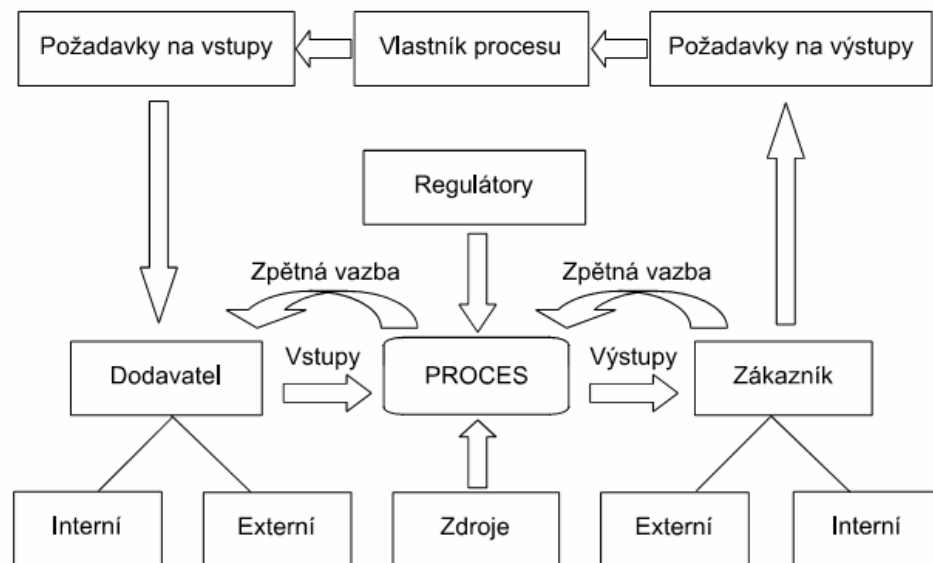 Požadavky na vstupy
Vlastník procesu
Požadavky na výstupy
Regulátory
Zpětná vazba
Zpětná vazba
Dodavatel
Vstupy
PROCES
Výstupy
Zákazník
Interní
Externí
Zdroje
Externí
Interní